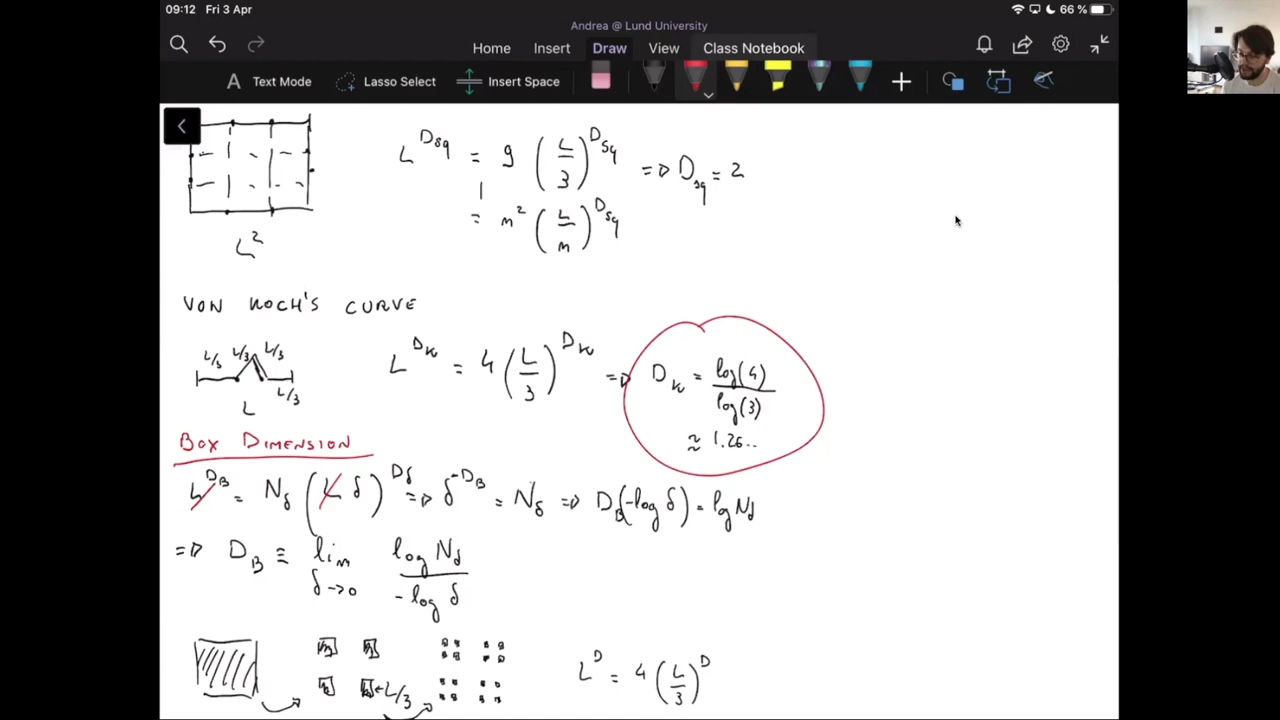 09:12 Fri 3 Apr
66 %
Andrea @ Lund University
Home Insert Draw View Class Notebook
Text Mode Lasso Select Insert Space
L^{D_{sq}} = 9 (L/3)^{D_{sq}} => D_{sq} = 2
= m^2 (L/m)^{D_{sq}}
L^2
VON KOCH'S CURVE
L/3 L/3 L/3 L/3
L
L^{D_K} = 4 (L/3)^{D_K} => D_K = log(4)/log(3)
≈ 1.26..
BOX DIMENSION
L^{D_B} = N_δ (L δ)^{Dδ} => δ^{-D_B} = N_δ => D_B(-log δ) = log N_δ
=> D_B ≡ lim_{δ->0} log N_δ / -log δ
←L/3
L^D = 4 (L/3)^D